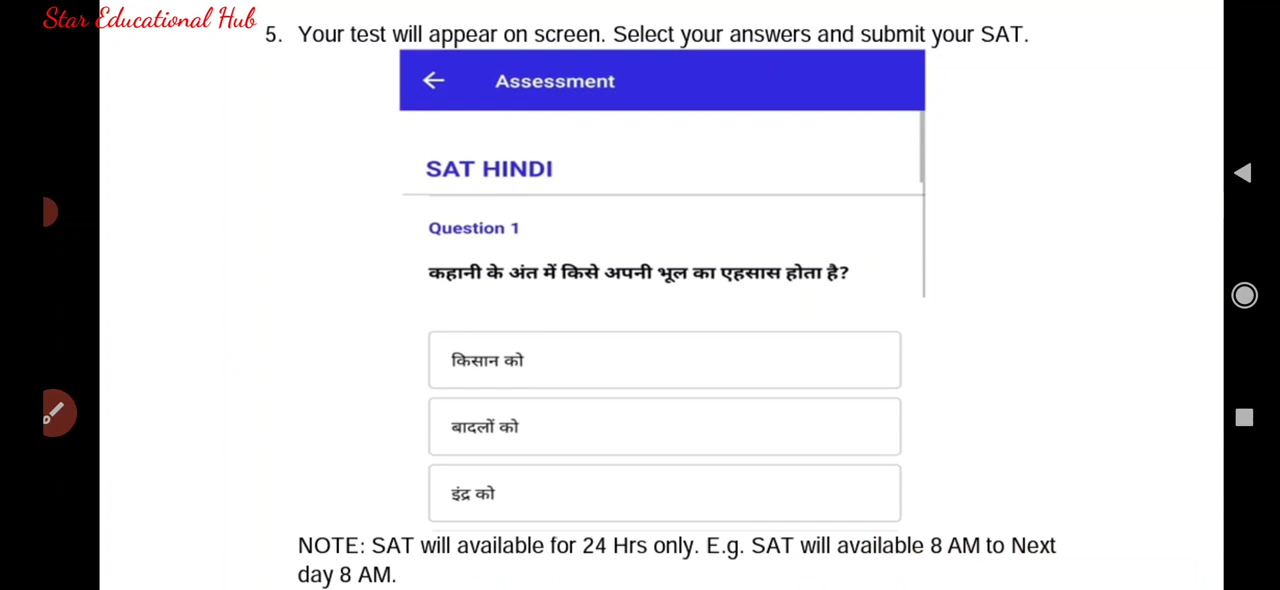 Star Educational Hub
5. Your test will appear on screen. Select your answers and submit your SAT.
Assessment
SAT HINDI
Question 1
कहानी के अंत में किसे अपनी भूल का एहसास होता है?
किसान को
बादलों को
इंद्र को
NOTE: SAT will available for 24 Hrs only. E.g. SAT will available 8 AM to Next
day 8 AM.